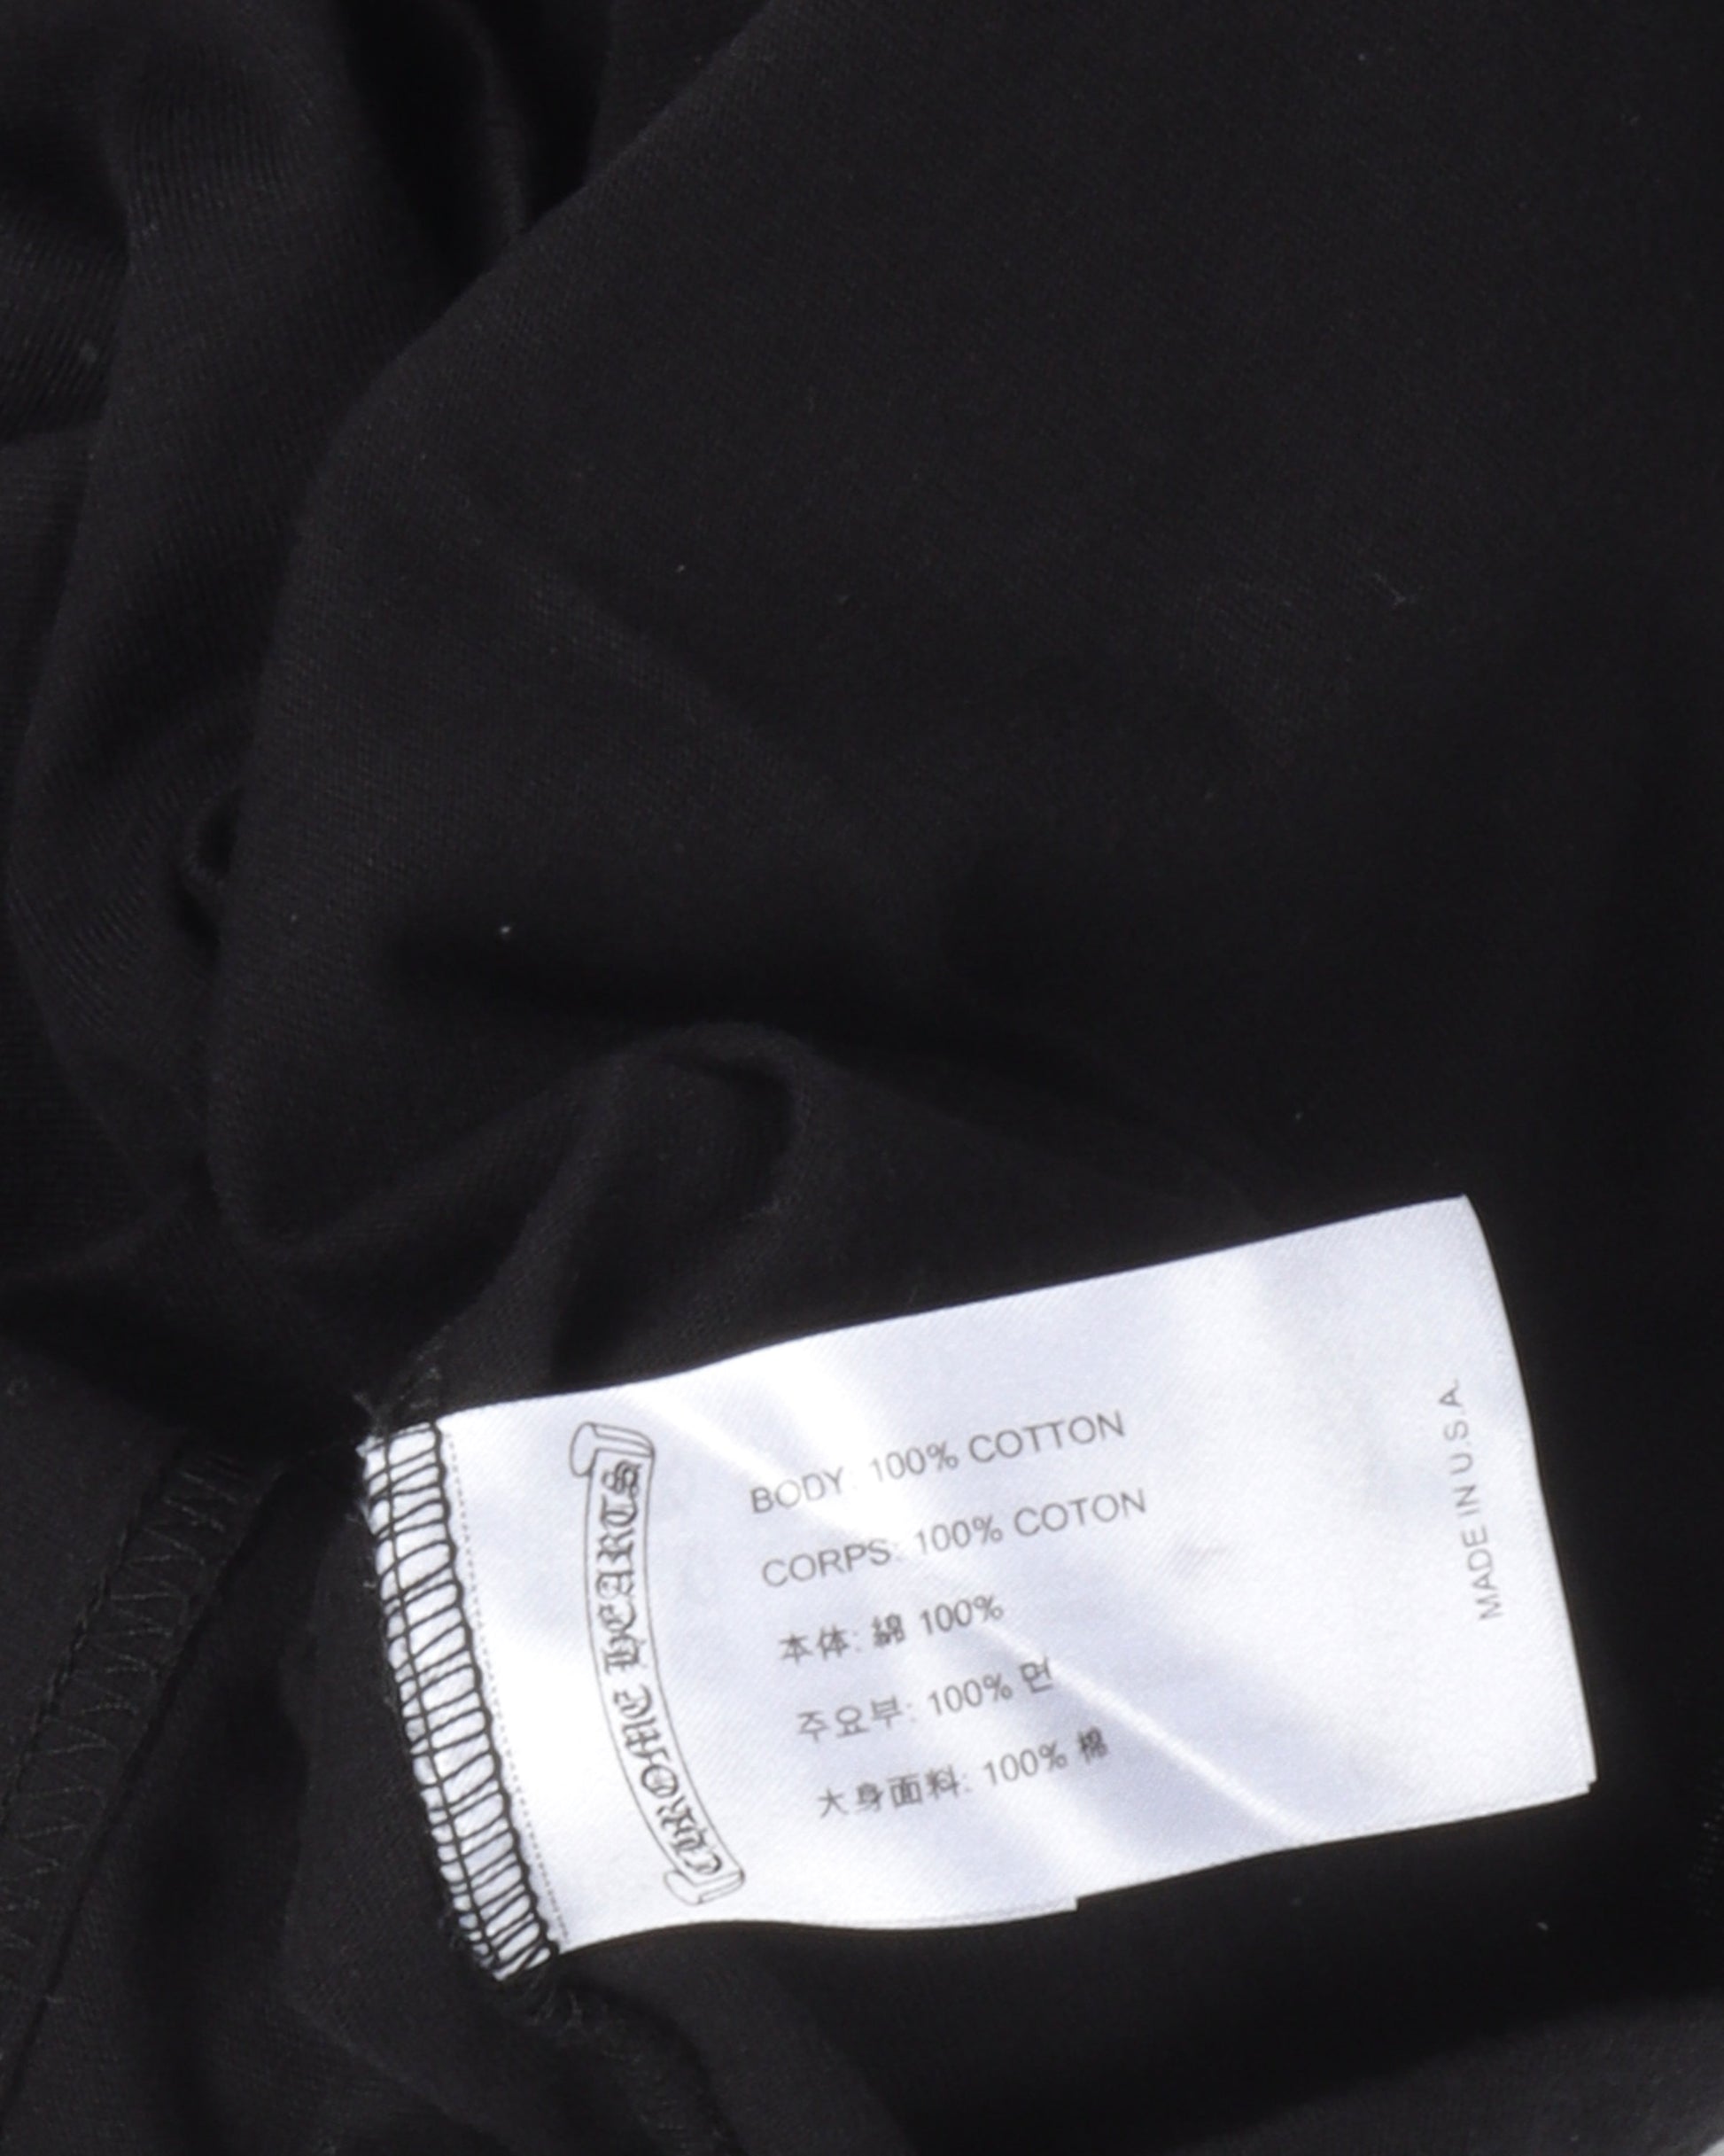 CHROME HEARTS
BODY: 100% COTTON
CORPS: 100% COTON
本体: 綿 100%
주요부: 100% 면
大身面料: 100% 棉
MADE IN U.S.A.